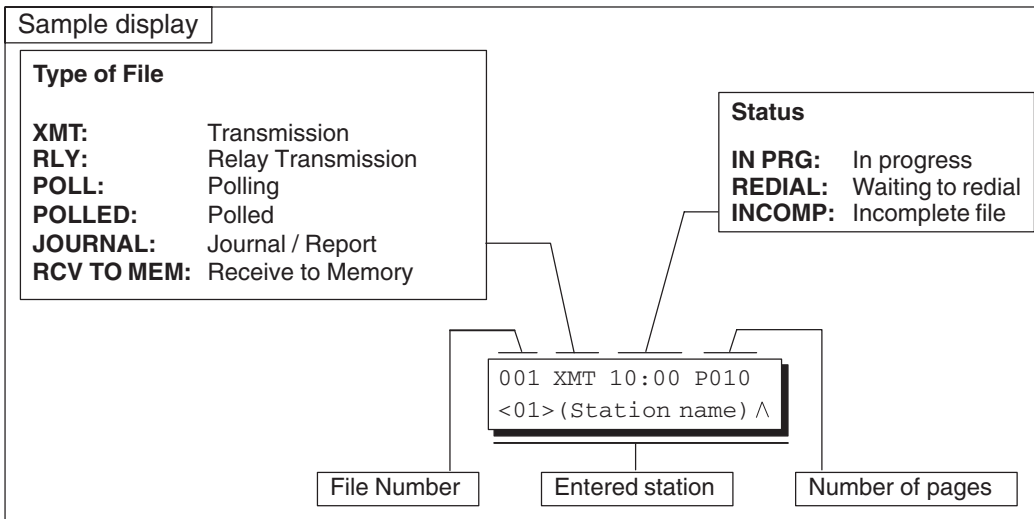 Sample display
Type of File
XMT: Transmission
RLY: Relay Transmission
POLL: Polling
POLLED: Polled
JOURNAL: Journal / Report
RCV TO MEM: Receive to Memory
Status
IN PRG: In progress
REDIAL: Waiting to redial
INCOMP: Incomplete file
001 XMT 10:00 P010
<01>(Station name) ∧
File Number
Entered station
Number of pages